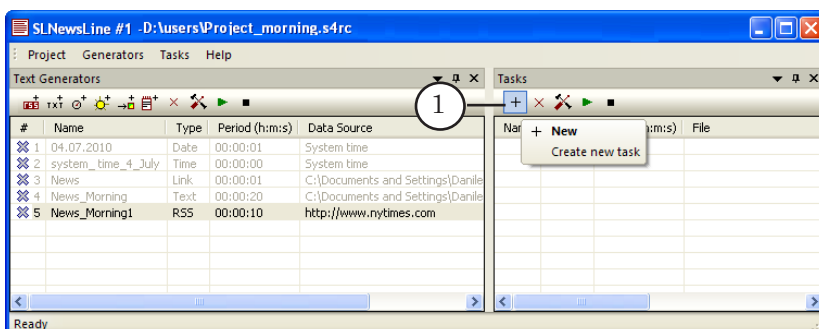 SLNewsLine #1 -D:\users\Project_morning.s4rc
Project Generators Tasks Help
Text Generators
Tasks
RSS TXT
1
# Name Type Period (h:m:s) Data Source
1 04.07.2010 Date 00:00:01 System time
2 system_time_4_July Time 00:00:00 System time
3 News Link 00:00:01 C:\Documents and Settings\Danile
4 News_Morning Text 00:00:20 C:\Documents and Settings\Danile
5 News_Morning1 RSS 00:00:10 http://www.nytimes.com
Na :m:s) File
+ New
Create new task
Ready